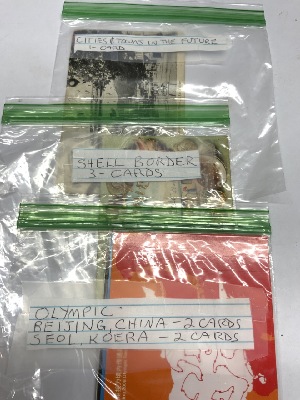 CITIES & TOWNS IN THE FUTURE
1-CARD
SHELL BORDER
3-CARDS
OLYMPIC-
BEIJING, CHINA -2 CARDS
SEOL, KOERA - 2 CARDS